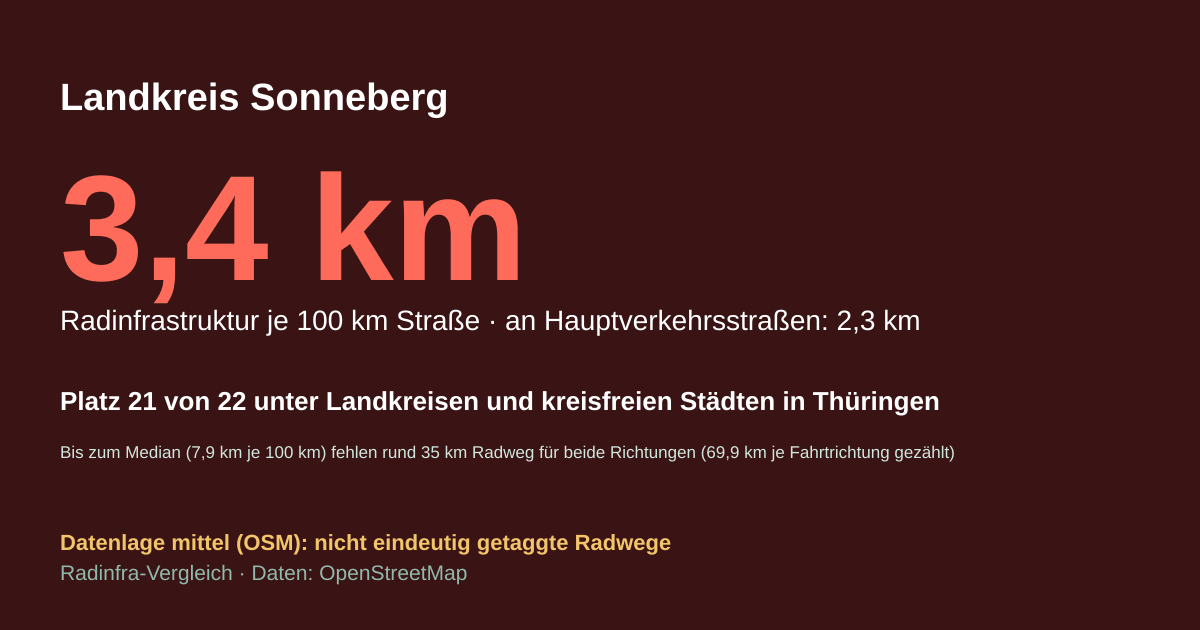 Landkreis Sonneberg
3,4 km
Radinfrastruktur je 100 km Straße · an Hauptverkehrsstraßen: 2,3 km
Platz 21 von 22 unter Landkreisen und kreisfreien Städten in Thüringen
Bis zum Median (7,9 km je 100 km) fehlen rund 35 km Radweg für beide Richtungen (69,9 km je Fahrtrichtung gezählt)
Datenlage mittel (OSM): nicht eindeutig getaggte Radwege
Radinfra-Vergleich · Daten: OpenStreetMap